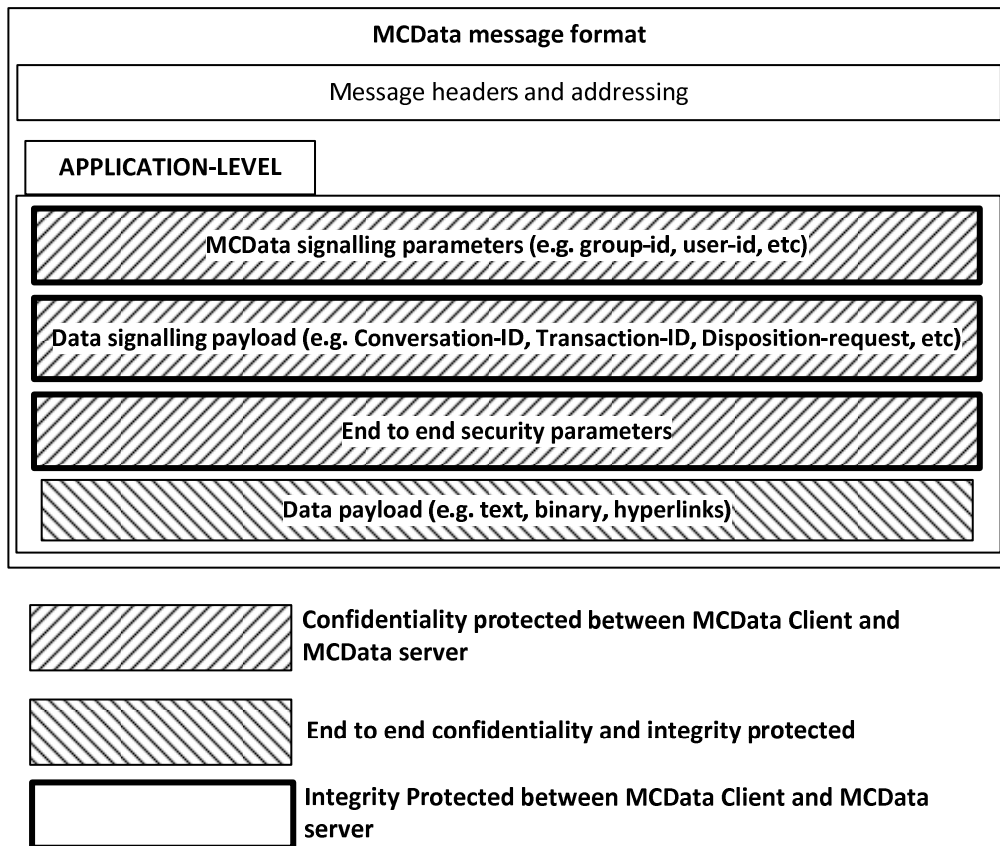 MCData message format
Message headers and addressing
APPLICATION-LEVEL
MCData signalling parameters (e.g. group-id, user-id, etc)
Data signalling payload (e.g. Conversation-ID, Transaction-ID, Disposition-request, etc)
End to end security parameters
Data payload (e.g. text, binary, hyperlinks)
Confidentiality protected between MCData Client and
MCData server
End to end confidentiality and integrity protected
Integrity Protected between MCData Client and MCData
server